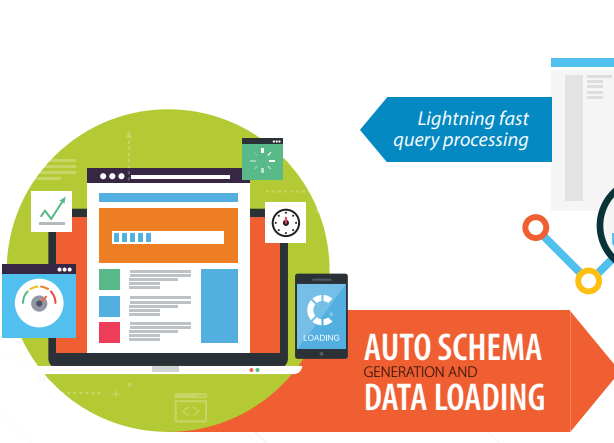 Lightning fast
query processing
LOADING
AUTO SCHEMA
GENERATION AND
DATA LOADING